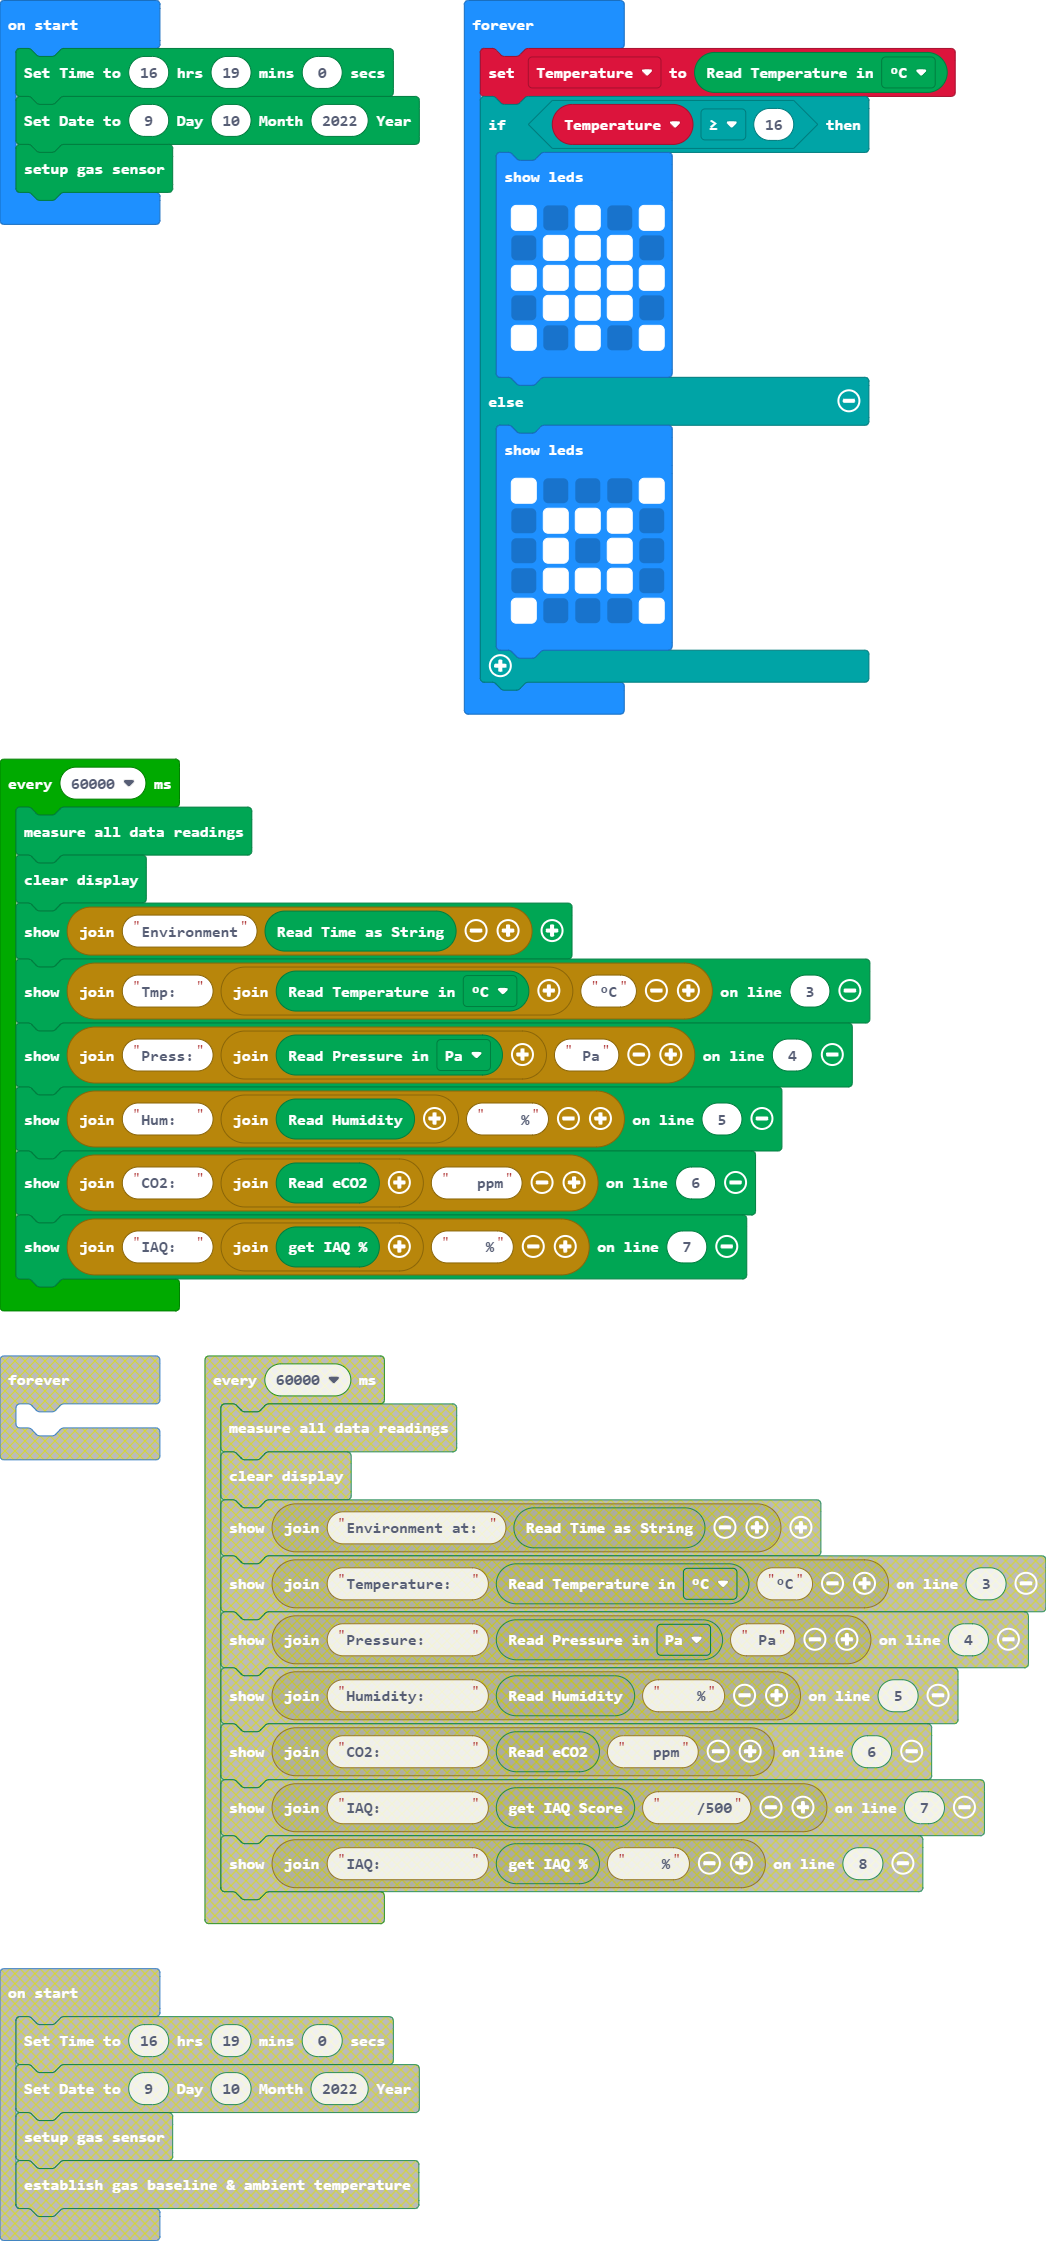 on start
Set Time to 16 hrs 19 mins 0 secs
Set Date to 9 Day 10 Month 2022 Year
setup gas sensor
forever
set Temperature to Read Temperature in ºC
if Temperature ≥ 16 then
show leds
else
show leds
every 60000 ms
measure all data readings
clear display
show join "Environment " Read Time as String
show join "Tmp:   " join Read Temperature in ºC "ºC" on line 3
show join "Press:" join Read Pressure in Pa " Pa" on line 4
show join "Hum:   " join Read Humidity "    %" on line 5
show join "CO2:   " join Read eCO2 "   ppm" on line 6
show join "IAQ:   " join get IAQ % "    %" on line 7
forever
every 60000 ms
measure all data readings
clear display
show join "Environment at: " Read Time as String
show join "Temperature:  " Read Temperature in ºC "ºC" on line 3
show join "Pressure:     " Read Pressure in Pa " Pa" on line 4
show join "Humidity:     " Read Humidity "    %" on line 5
show join "CO2:          " Read eCO2 "   ppm" on line 6
show join "IAQ:          " get IAQ Score "    /500" on line 7
show join "IAQ:          " get IAQ % "    %" on line 8
on start
Set Time to 16 hrs 19 mins 0 secs
Set Date to 9 Day 10 Month 2022 Year
setup gas sensor
establish gas baseline & ambient temperature